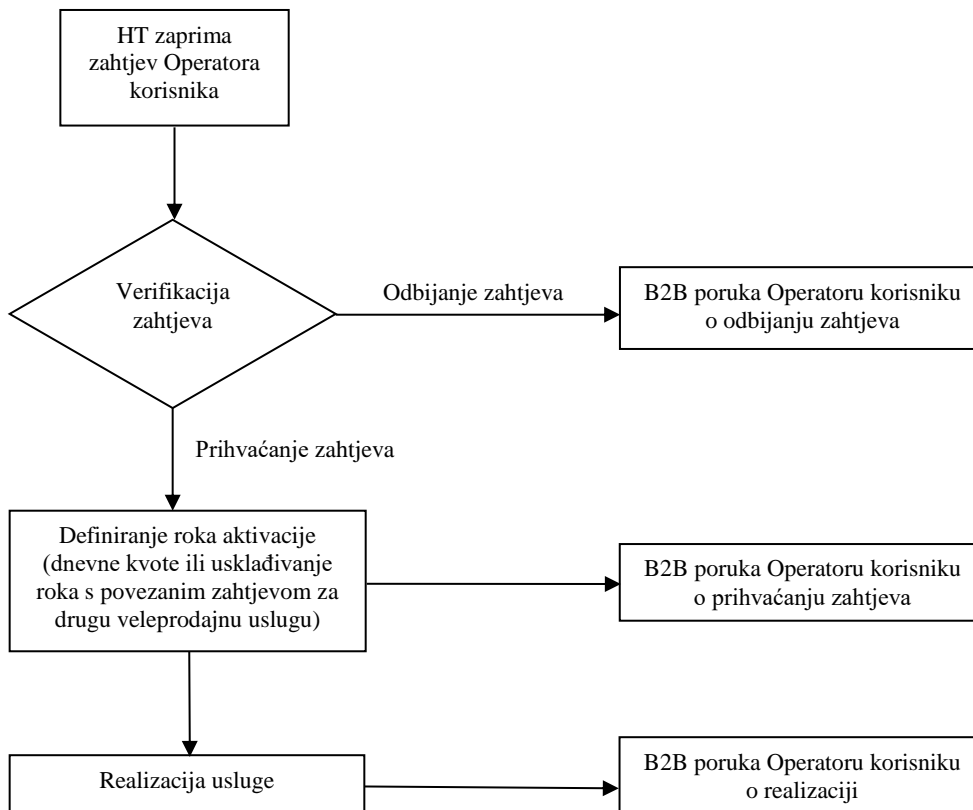 HT zaprima
zahtjev Operatora
korisnika
Verifikacija
zahtjeva
Odbijanje zahtjeva
B2B poruka Operatoru korisniku
o odbijanju zahtjeva
Prihvaćanje zahtjeva
Definiranje roka aktivacije
(dnevne kvote ili usklađivanje
roka s povezanim zahtjevom za
drugu veleprodajnu uslugu)
B2B poruka Operatoru korisniku
o prihvaćanju zahtjeva
Realizacija usluge
B2B poruka Operatoru korisniku
o realizaciji